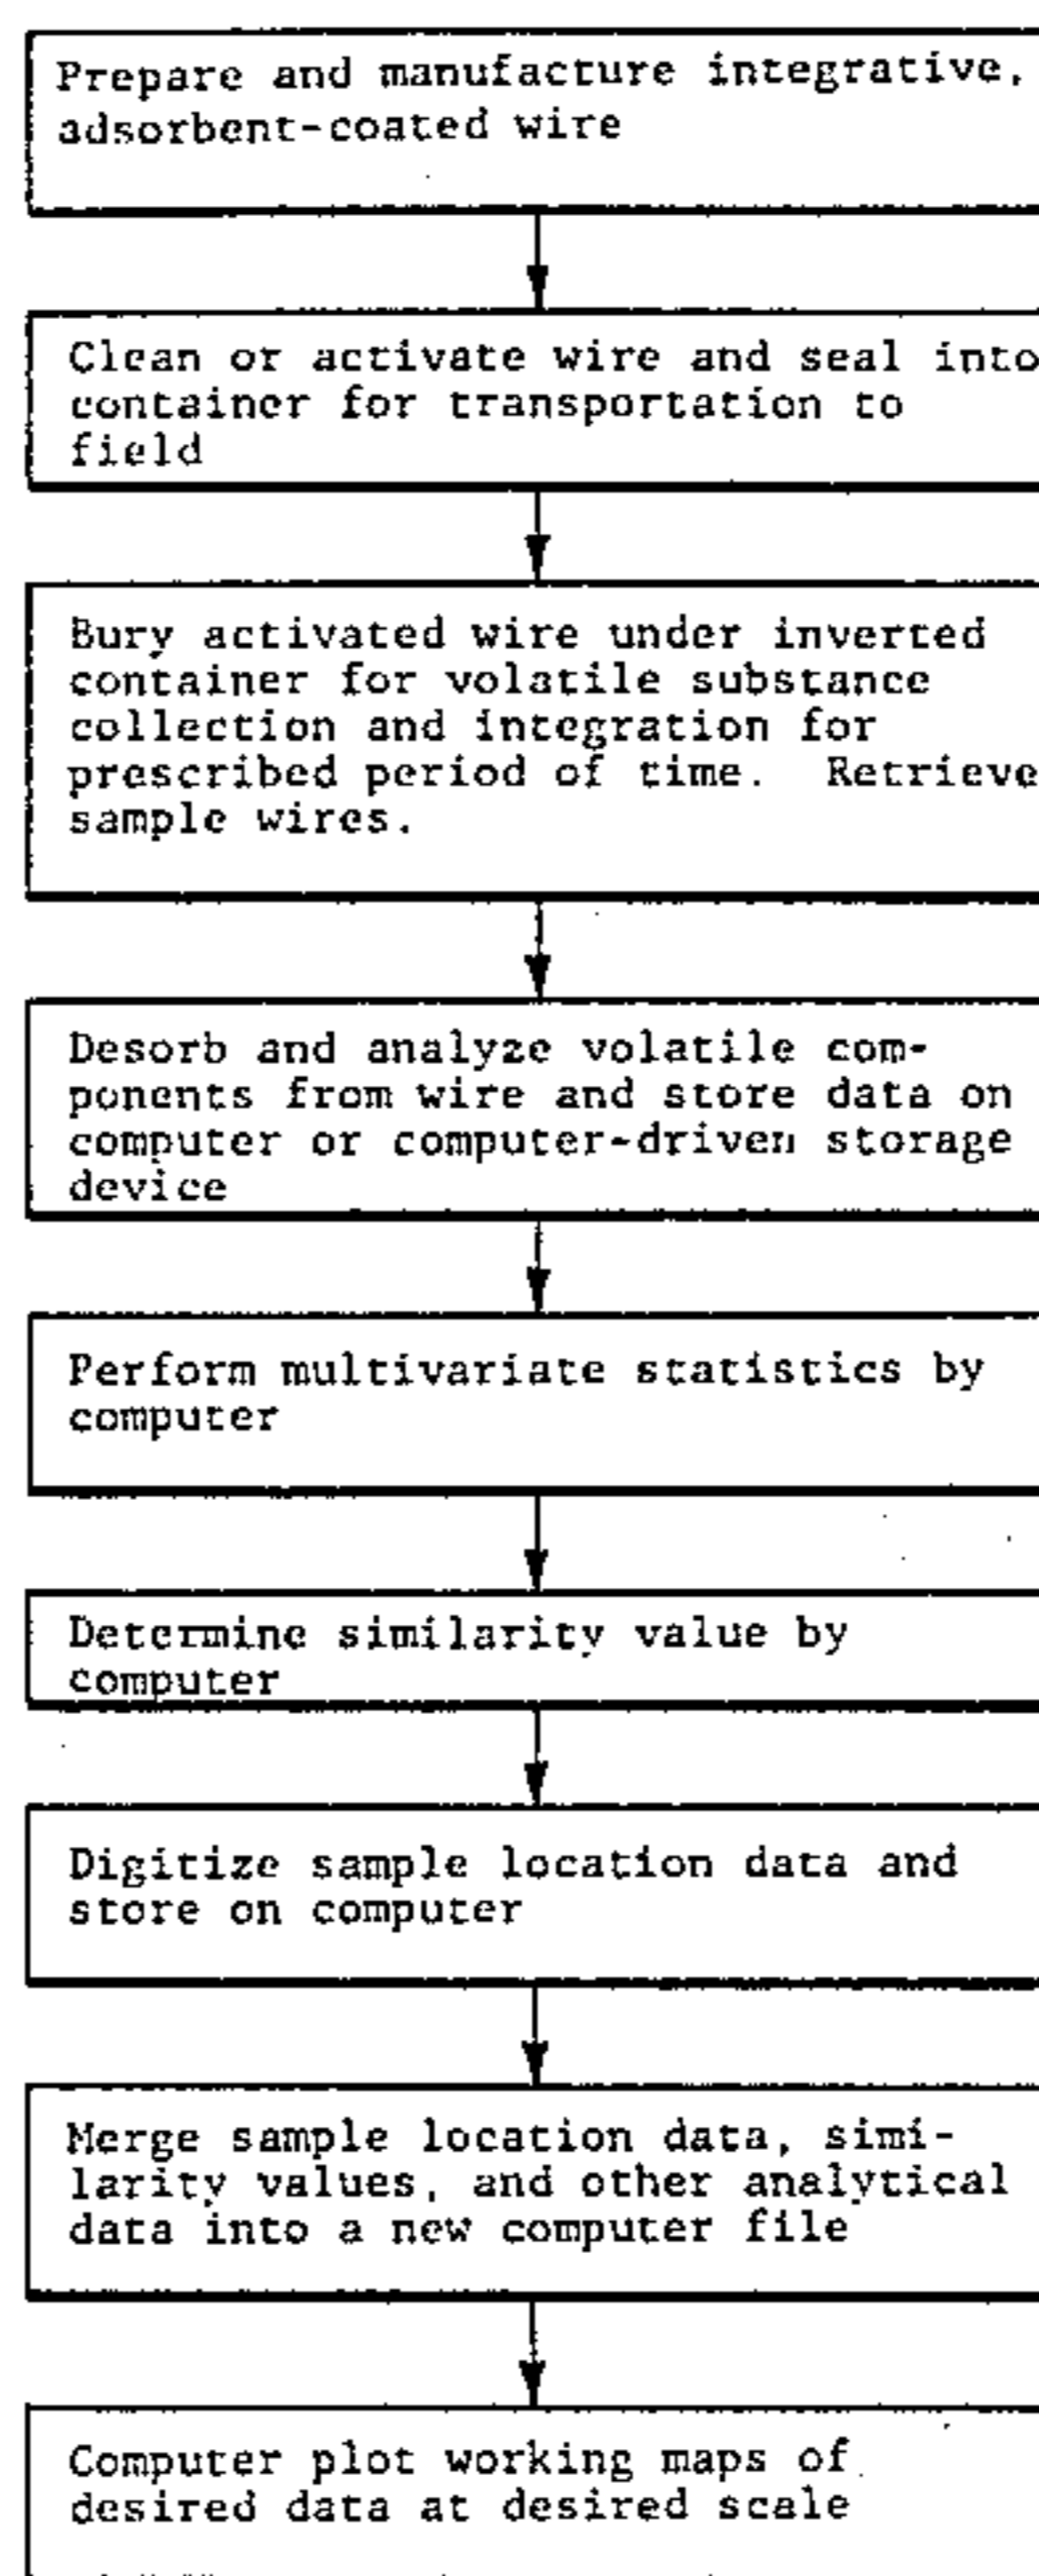 Prepare and manufacture integrative,
adsorbent-coated wire
Clean or activate wire and seal into
container for transportation to
field
Bury activated wire under inverted
container for volatile substance
collection and integration for
prescribed period of time. Retrieve
sample wires.
Desorb and analyze volatile com-
ponents from wire and store data on
computer or computer-driven storage
device
Perform multivariate statistics by
computer
Determine similarity value by
computer
Digitize sample location data and
store on computer
Merge sample location data, simi-
larity values, and other analytical
data into a new computer file
Computer plot working maps of
desired data at desired scale